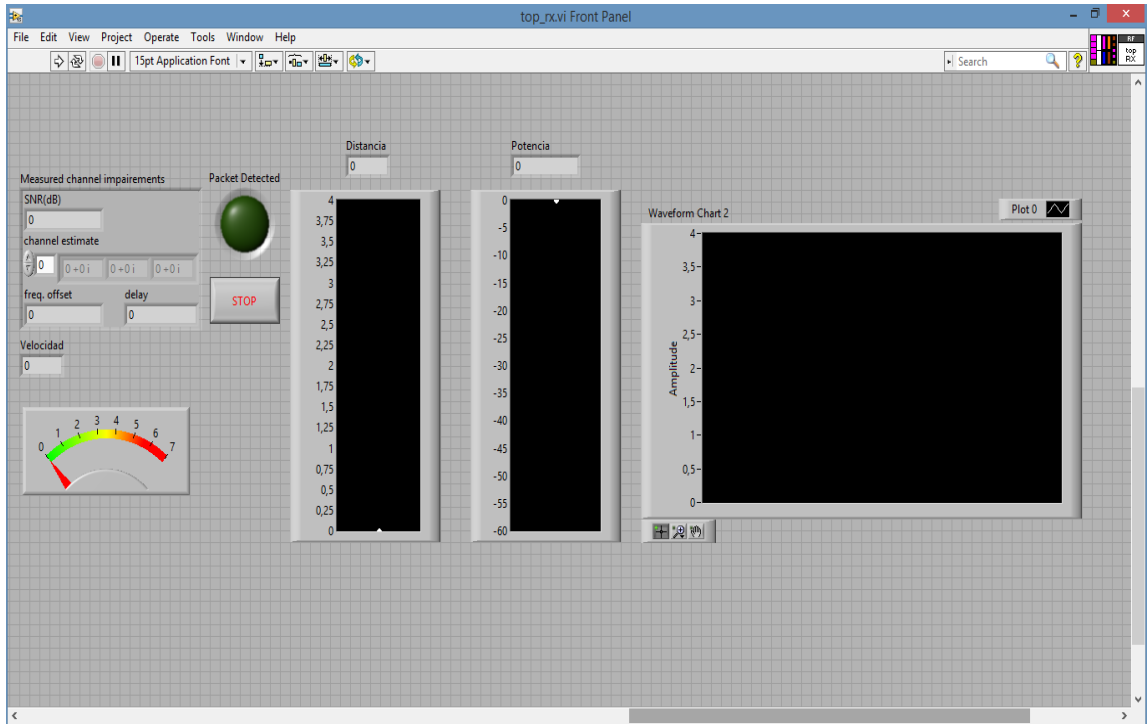 top_rx.vi Front Panel
File Edit View Project Operate Tools Window Help
15pt Application Font
Search
RF
top
RX
Measured channel impairements
SNR(dB)
0
channel estimate
0 0 +0 i 0 +0 i 0 +0 i
freq. offset delay
0 0
Velocidad
0
0 1 2 3 4 5 6 7
Packet Detected
STOP
Distancia
0
4
3,75
3,5
3,25
3
2,75
2,5
2,25
2
1,75
1,5
1,25
1
0,75
0,5
0,25
0
Potencia
0
0
-5
-10
-15
-20
-25
-30
-35
-40
-45
-50
-55
-60
Waveform Chart 2
Plot 0
Amplitude
4
3,5
3
2,5
2
1,5
1
0,5
0